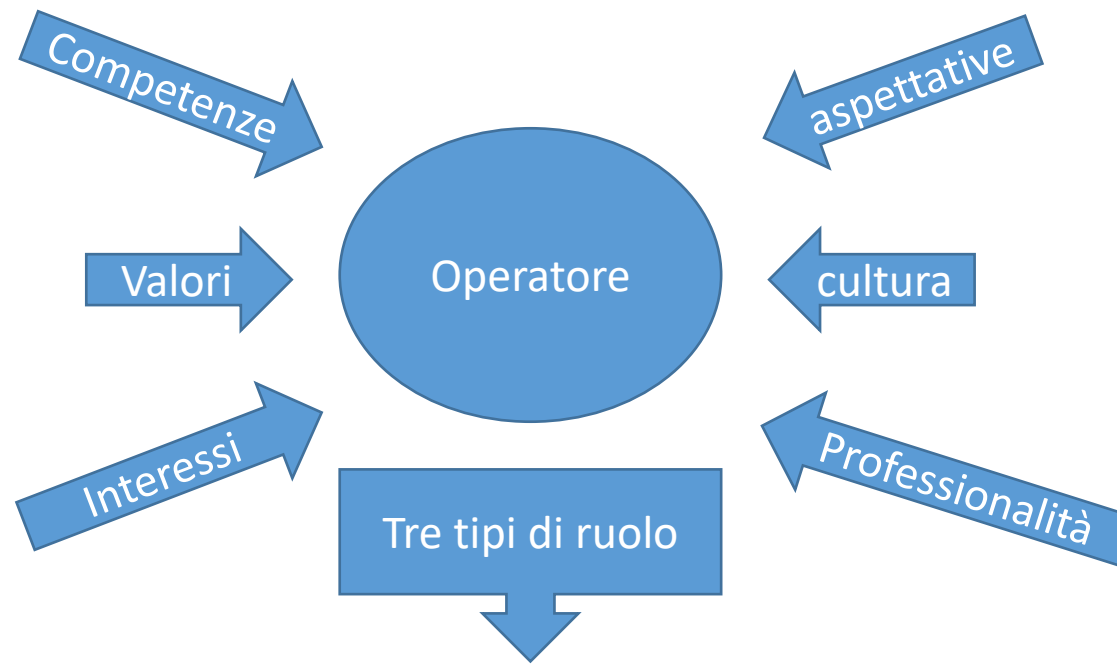 Competenze
aspettative
Valori
Operatore
cultura
Interessi
Professionalità
Tre tipi di ruolo